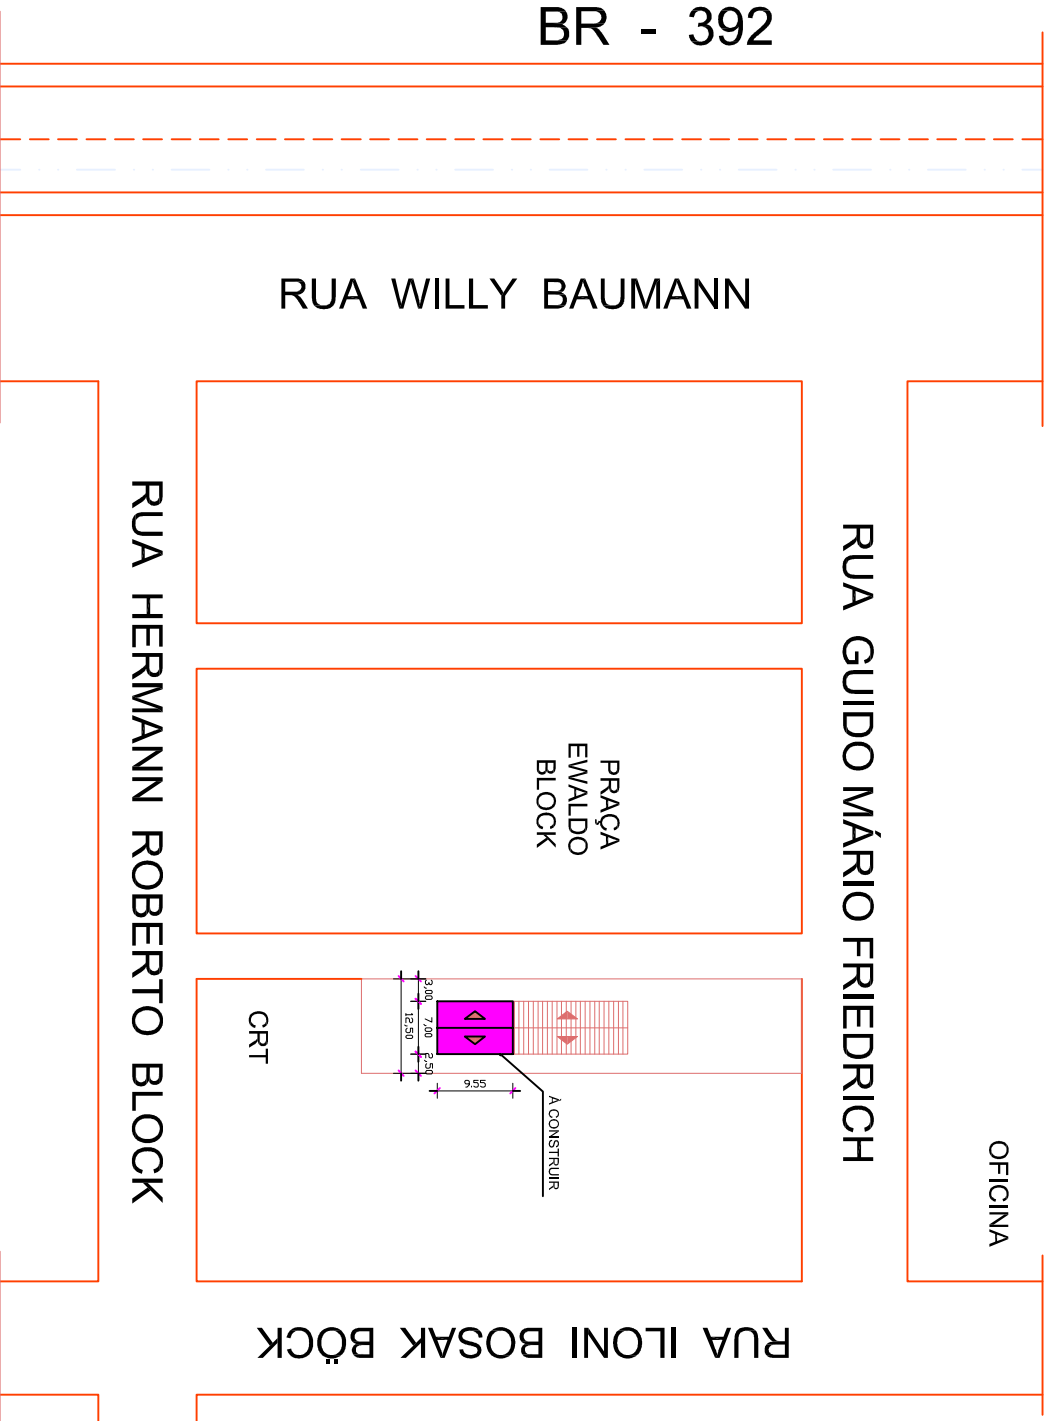 BR - 392
RUA WILLY BAUMANN
RUA HERMANN ROBERTO BLOCK
RUA GUIDO MÁRIO FRIEDRICH
PRAÇA
EWALDO
BLOCK
CRT
3,00
7,00
2,50
12,50
9.55
À CONSTRUIR
OFICINA
RUA ILONI BOSAK BÖCK